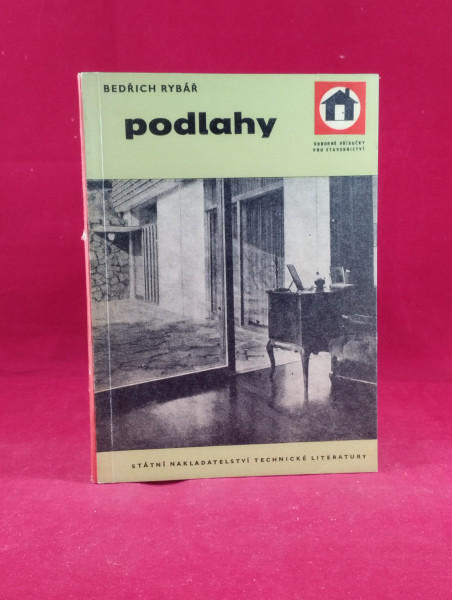 BEDŘICH RYBÁŘ
podlahy
ODBORNÉ PŘÍRUČKY
PRO STAVEBNICTVÍ
STÁTNÍ NAKLADATELSTVÍ TECHNICKÉ LITERATURY